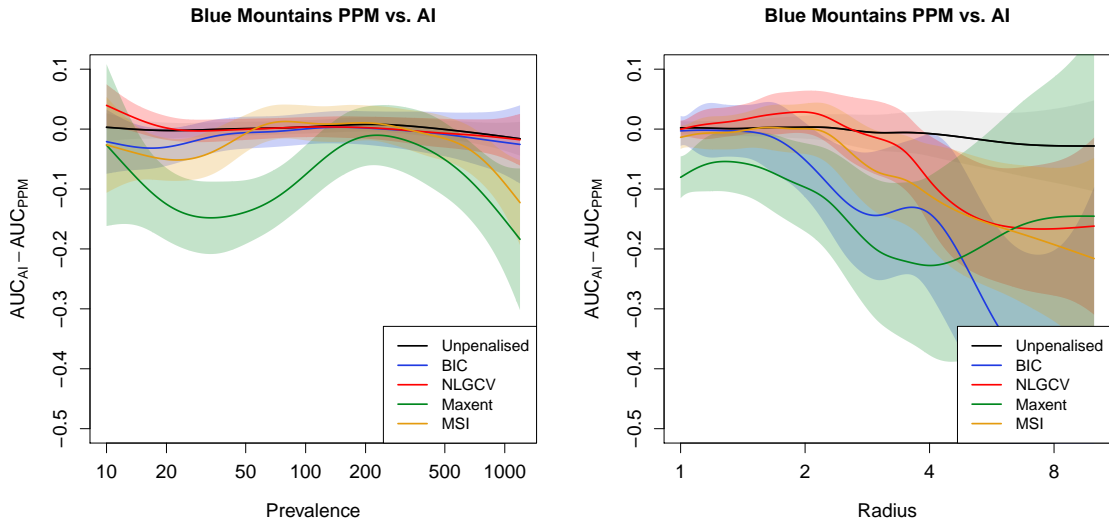 Blue Mountains PPM vs. AI
AUC_AI − AUC_PPM
0.1
0.0
−0.1
−0.2
−0.3
−0.4
−0.5
Unpenalised
BIC
NLGCV
Maxent
MSI
10 20 50 100 200 500 1000
Prevalence
Blue Mountains PPM vs. AI
AUC_AI − AUC_PPM
0.1
0.0
−0.1
−0.2
−0.3
−0.4
−0.5
Unpenalised
BIC
NLGCV
Maxent
MSI
1 2 4 8
Radius